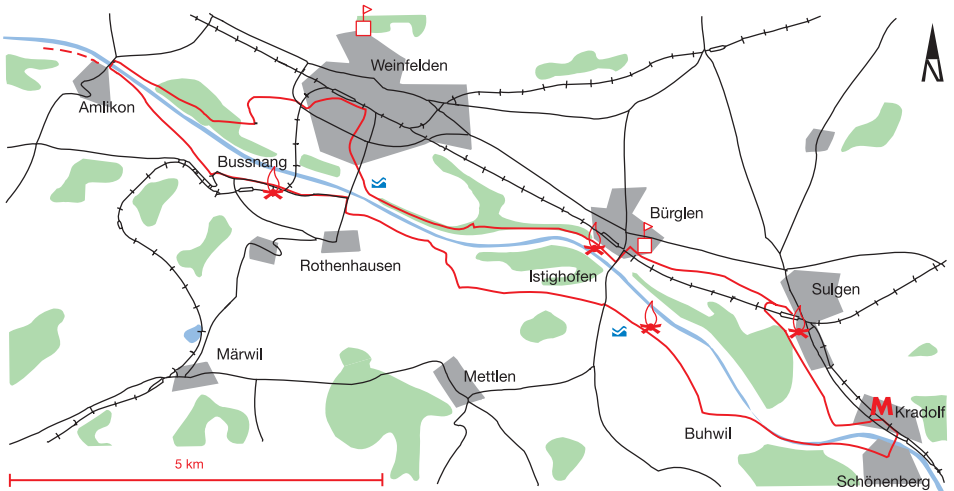 Weinfelden
Amlikon
Bussnang
Bürglen
Rothenhausen
Istighofen
Sulgen
Märwil
Mettlen
M
Kradolf
Buhwil
5 km
Schönenberg
N